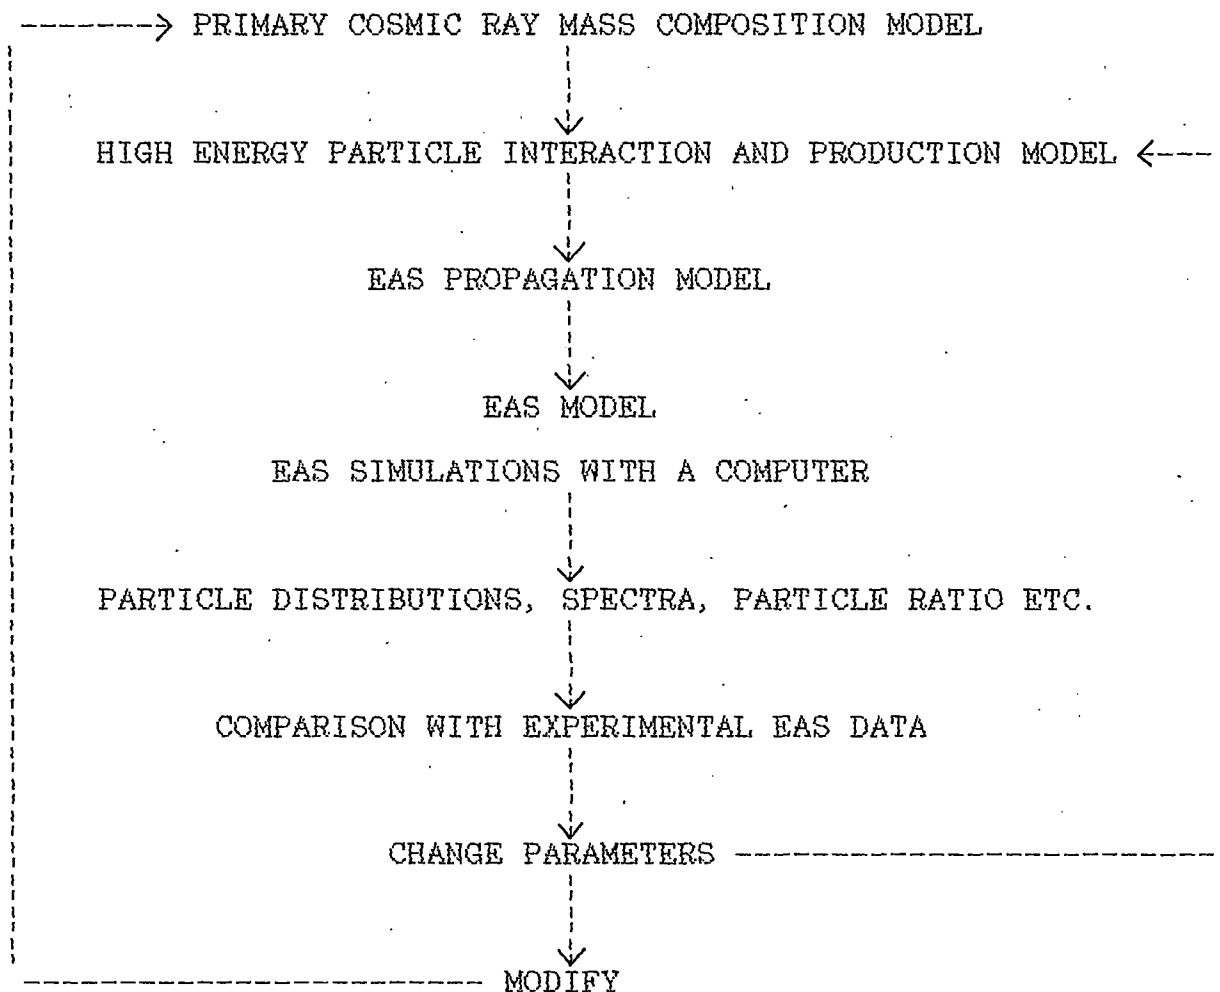 PRIMARY COSMIC RAY MASS COMPOSITION MODEL
HIGH ENERGY PARTICLE INTERACTION AND PRODUCTION MODEL
EAS PROPAGATION MODEL
EAS MODEL
EAS SIMULATIONS WITH A COMPUTER
PARTICLE DISTRIBUTIONS, SPECTRA, PARTICLE RATIO ETC.
COMPARISON WITH EXPERIMENTAL EAS DATA
CHANGE PARAMETERS
MODIFY